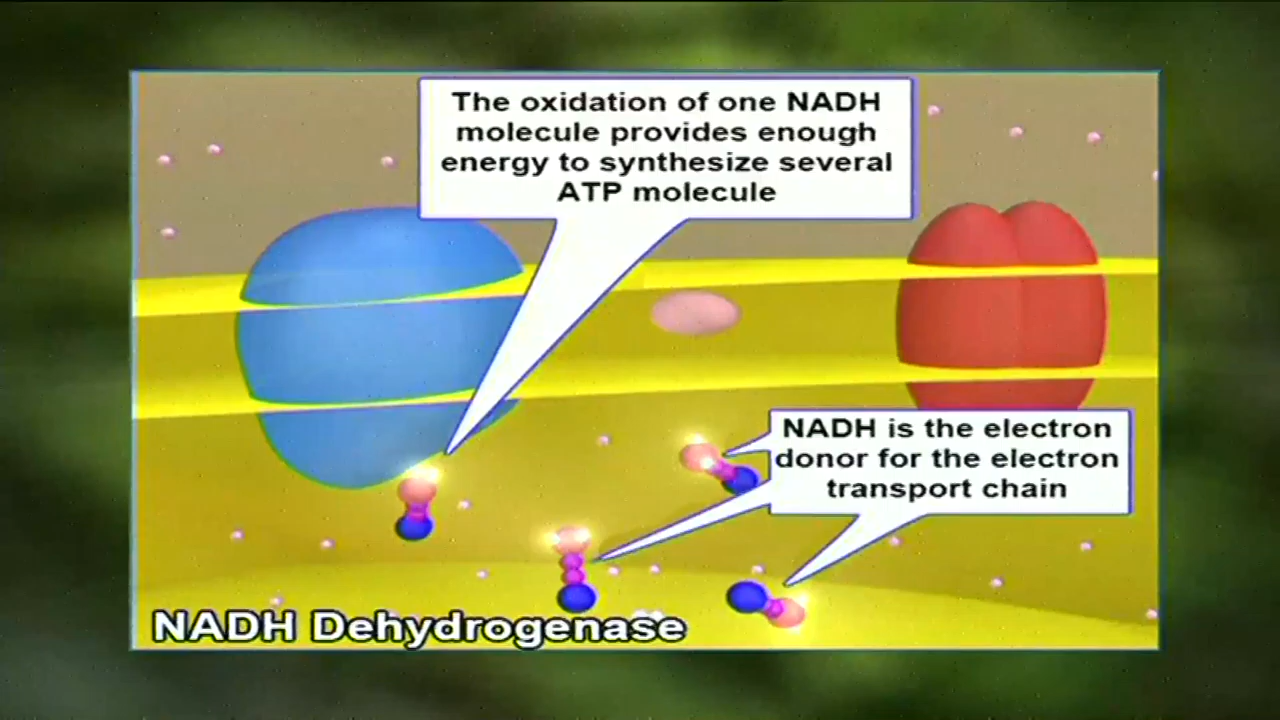 The oxidation of one NADH
molecule provides enough
energy to synthesize several
ATP molecule
NADH is the electron
donor for the electron
transport chain
NADH Dehydrogenase